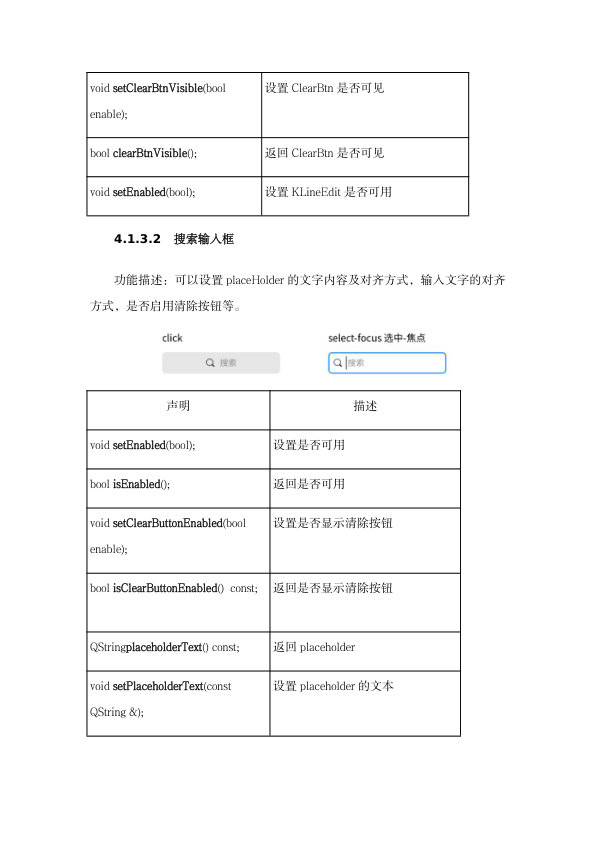 void setClearBtnVisible(bool
enable);
设置 ClearBtn 是否可见
bool clearBtnVisible();
返回 ClearBtn 是否可见
void setEnabled(bool);
设置 KLineEdit 是否可用
4.1.3.2 搜索输入框
功能描述：可以设置 placeHolder 的文字内容及对齐方式，输入文字的对齐
方式，是否启用清除按钮等。
click
select-focus 选中-焦点
搜索
搜索
声明
描述
void setEnabled(bool);
设置是否可用
bool isEnabled();
返回是否可用
void setClearButtonEnabled(bool
enable);
设置是否显示清除按钮
bool isClearButtonEnabled() const;
返回是否显示清除按钮
QStringplaceholderText() const;
返回 placeholder
void setPlaceholderText(const
QString &);
设置 placeholder 的文本